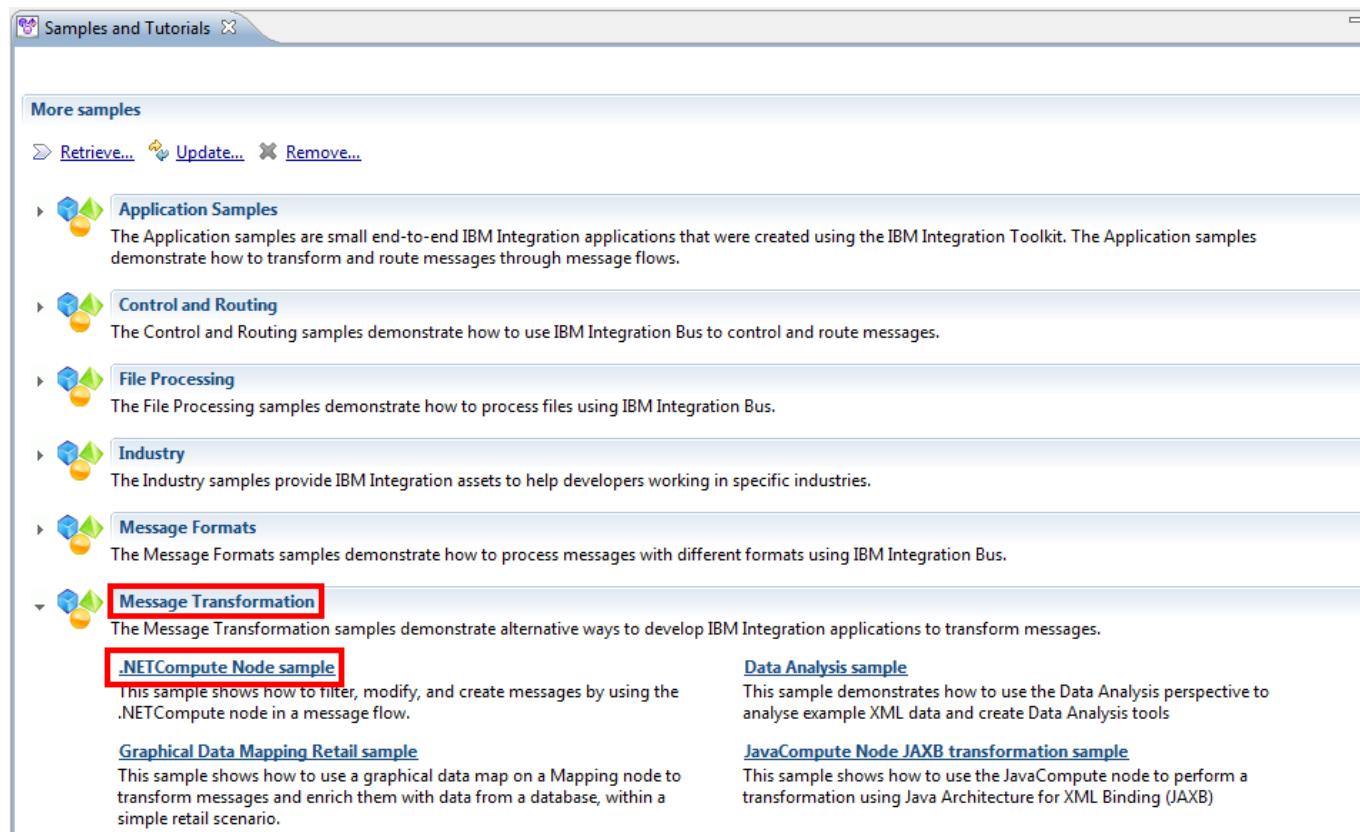 Samples and Tutorials
More samples
Retrieve... Update... Remove...
Application Samples
The Application samples are small end-to-end IBM Integration applications that were created using the IBM Integration Toolkit. The Application samples
demonstrate how to transform and route messages through message flows.
Control and Routing
The Control and Routing samples demonstrate how to use IBM Integration Bus to control and route messages.
File Processing
The File Processing samples demonstrate how to process files using IBM Integration Bus.
Industry
The Industry samples provide IBM Integration assets to help developers working in specific industries.
Message Formats
The Message Formats samples demonstrate how to process messages with different formats using IBM Integration Bus.
Message Transformation
The Message Transformation samples demonstrate alternative ways to develop IBM Integration applications to transform messages.
.NETCompute Node sample
This sample shows how to filter, modify, and create messages by using the
.NETCompute node in a message flow.
Data Analysis sample
This sample demonstrates how to use the Data Analysis perspective to
analyse example XML data and create Data Analysis tools
Graphical Data Mapping Retail sample
This sample shows how to use a graphical data map on a Mapping node to
transform messages and enrich them with data from a database, within a
simple retail scenario.
JavaCompute Node JAXB transformation sample
This sample shows how to use the JavaCompute node to perform a
transformation using Java Architecture for XML Binding (JAXB)